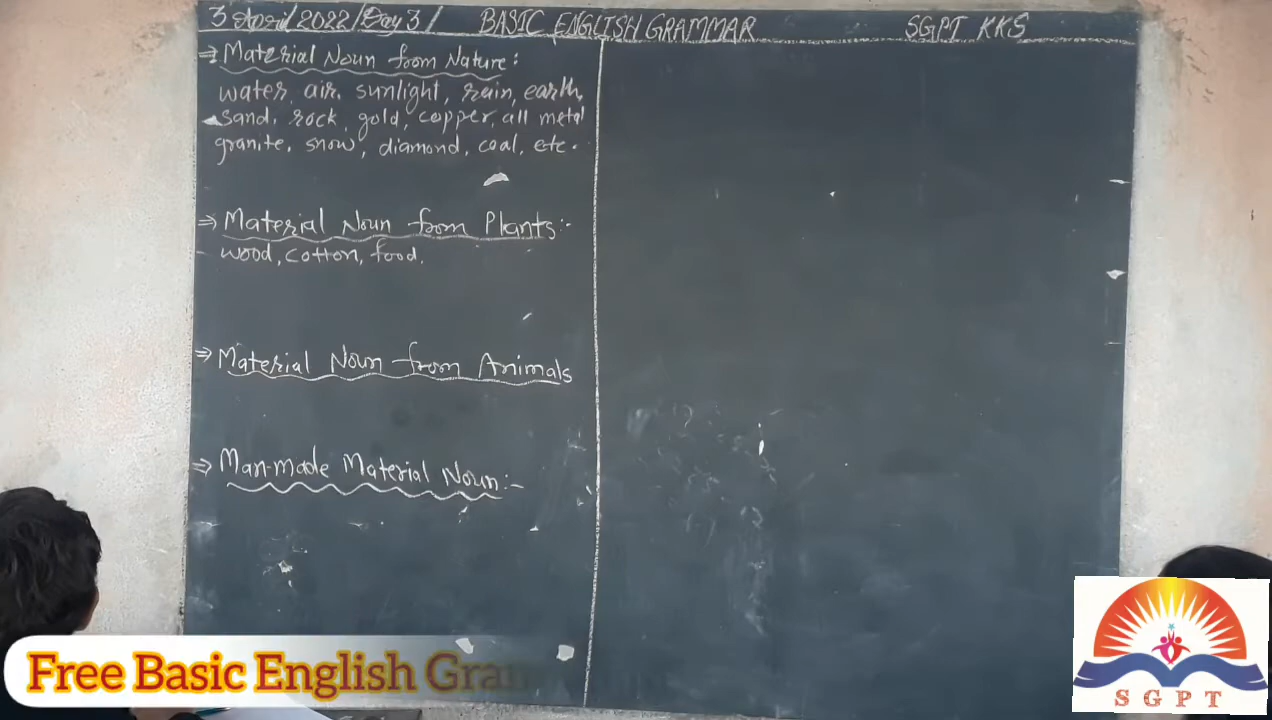 3 April/2022/Day 3/ BASIC ENGLISH GRAMMAR SGPT KKS
⇒ Material Noun from Nature:
water, air, sunlight, rain, earth,
sand, rock, gold, copper, all metal
granite, snow, diamond, coal, etc.
⇒ Material Noun from Plants:-
wood, cotton, food.
⇒ Material Noun from Animals
⇒ Man-made Material Noun:-
Free Basic English Gram
SGPT